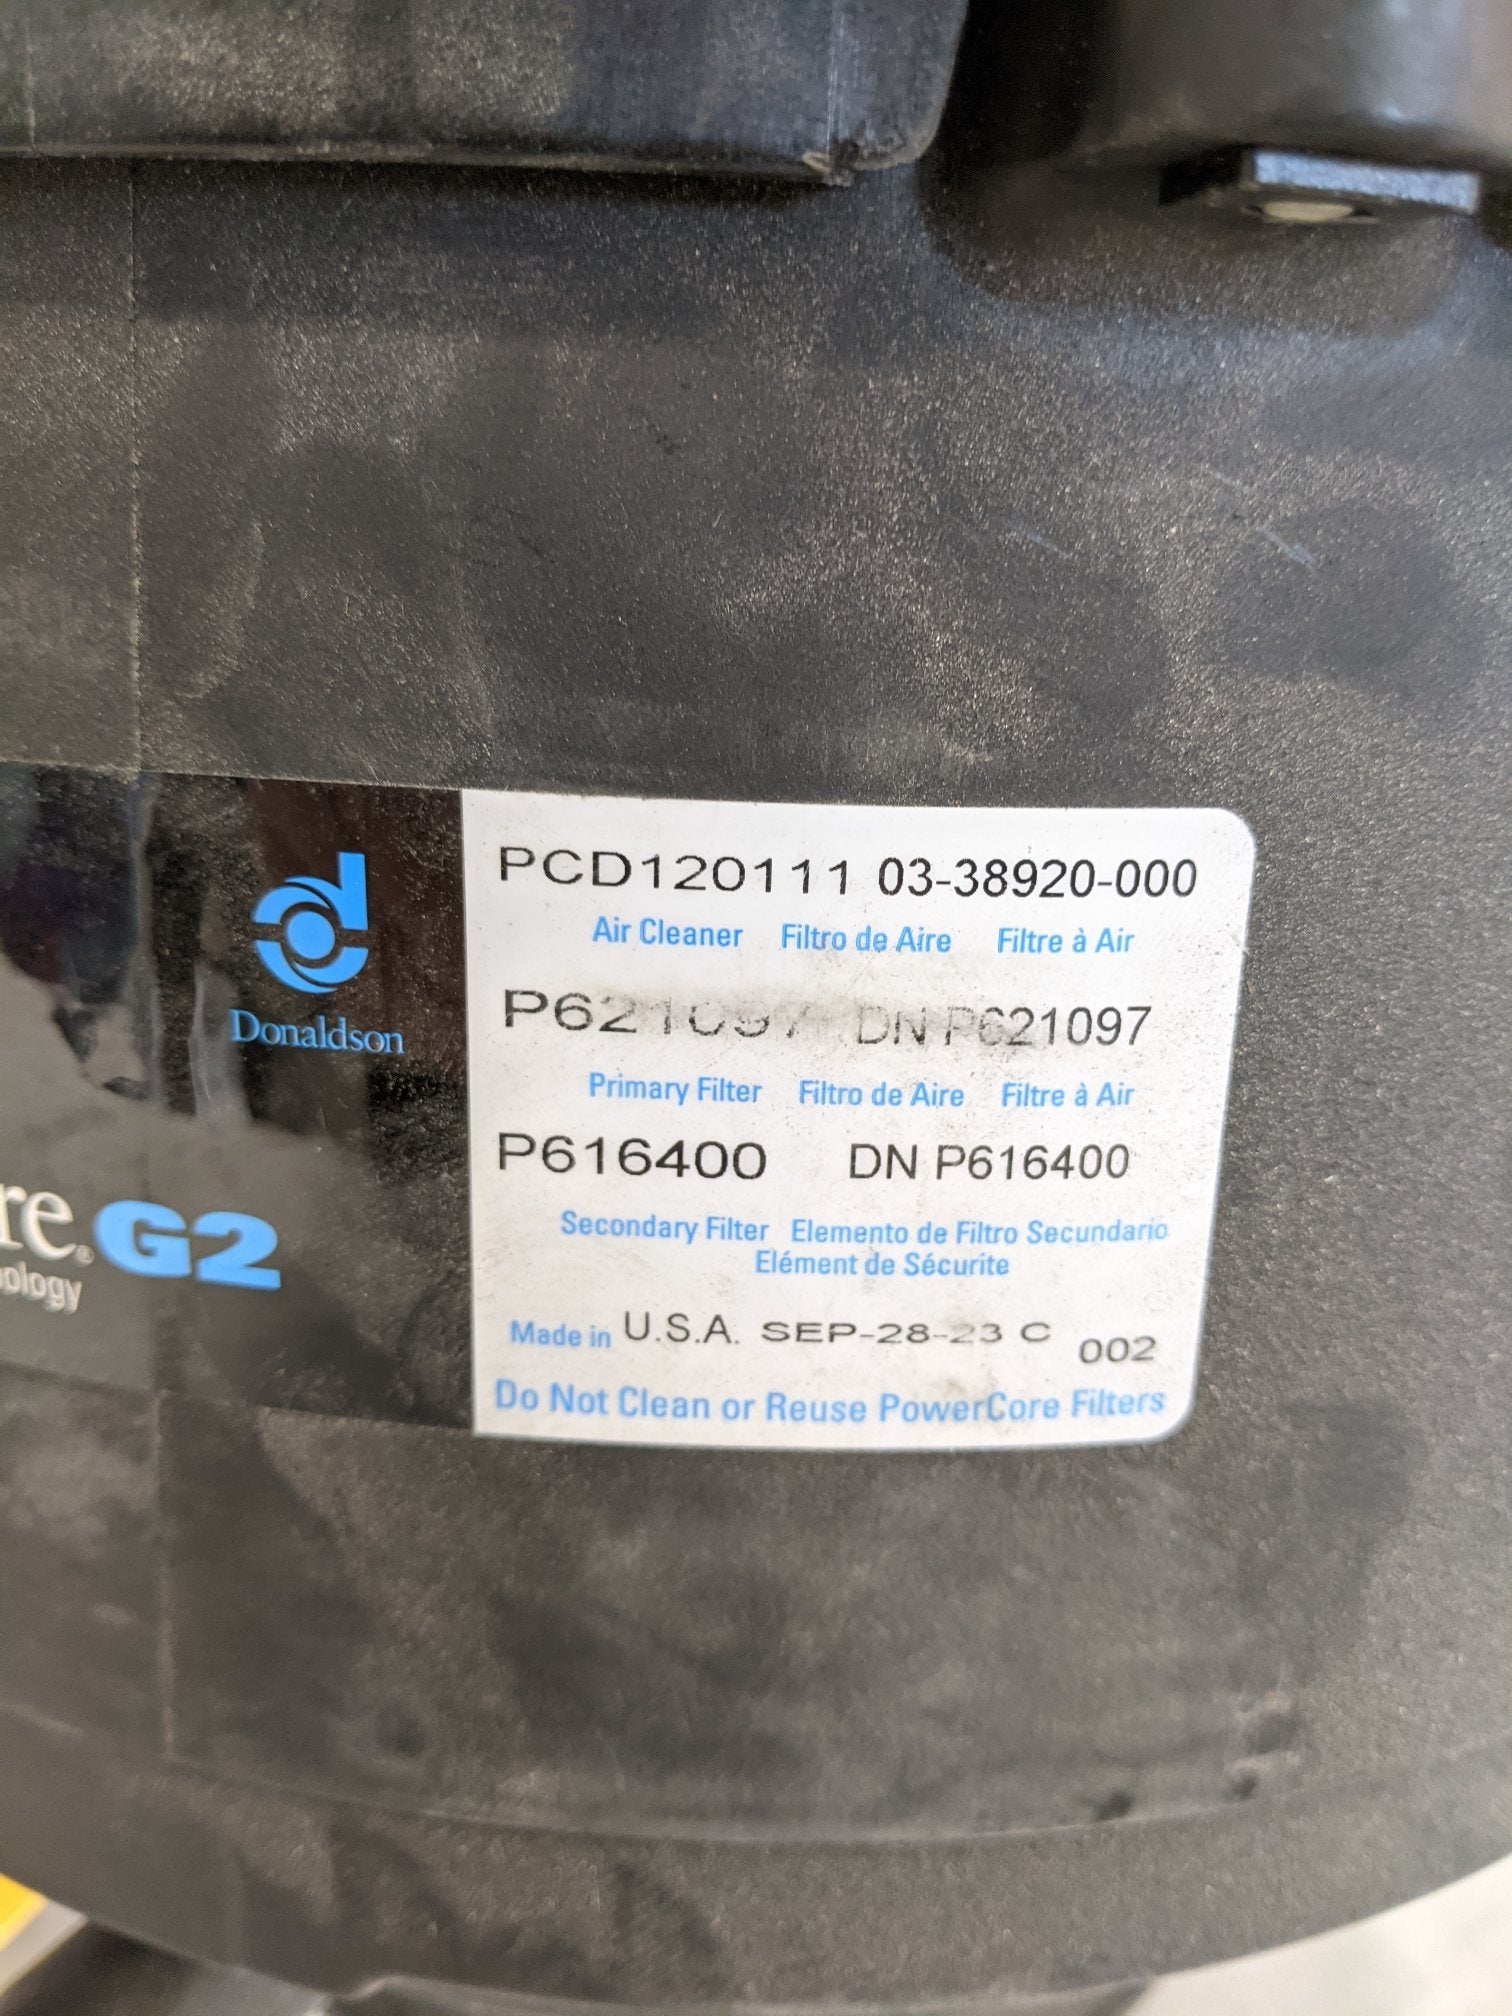 PCD120111 03-38920-000
Air Cleaner Filtro de Aire Filtre à Air
Donaldson
P621097 DN P621097
Primary Filter Filtro de Aire Filtre à Air
P616400 DN P616400
Secondary Filter Elemento de Filtro Secundario
Elément de Sécurite
G2
Made in U.S.A. SEP-28-23 C 002
Do Not Clean or Reuse PowerCore Filters